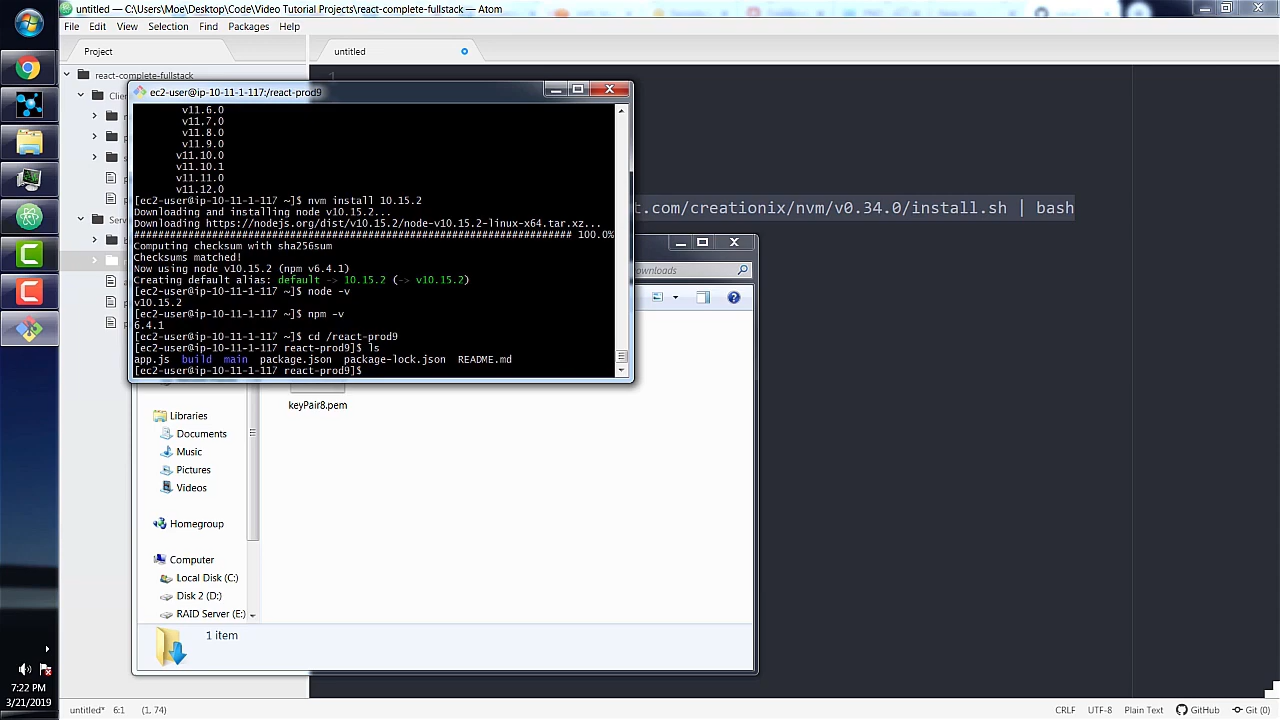 untitled — C:\Users\Moe\Desktop\Code\Video Tutorial Projects\react-complete-fullstack — Atom
File Edit View Selection Find Packages Help
Project
untitled
react-complete-fullstack
1
ec2-user@ip-10-11-1-117:/react-prod9
v11.6.0
v11.7.0
v11.8.0
v11.9.0
v11.10.0
v11.10.1
v11.11.0
v11.12.0
[ec2-user@ip-10-11-1-117 ~]$ nvm install 10.15.2
Downloading and installing node v10.15.2...
Downloading https://nodejs.org/dist/v10.15.2/node-v10.15.2-linux-x64.tar.xz...
######################################################################### 100.0%
Computing checksum with sha256sum
Checksums matched!
Now using node v10.15.2 (npm v6.4.1)
Creating default alias: default -> 10.15.2 (-> v10.15.2)
[ec2-user@ip-10-11-1-117 ~]$ node -v
v10.15.2
[ec2-user@ip-10-11-1-117 ~]$ npm -v
6.4.1
[ec2-user@ip-10-11-1-117 ~]$ cd /react-prod9
[ec2-user@ip-10-11-1-117 react-prod9]$ ls
app.js build main package.json package-lock.json README.md
[ec2-user@ip-10-11-1-117 react-prod9]$
t.com/creationix/nvm/v0.34.0/install.sh | bash
ownloads
keyPair8.pem
Libraries
Documents
Music
Pictures
Videos
Homegroup
Computer
Local Disk (C:)
Disk 2 (D:)
RAID Server (E:)
1 item
7:22 PM
3/21/2019
untitled* 6:1 (1, 74)
CRLF UTF-8 Plain Text GitHub Git (0)